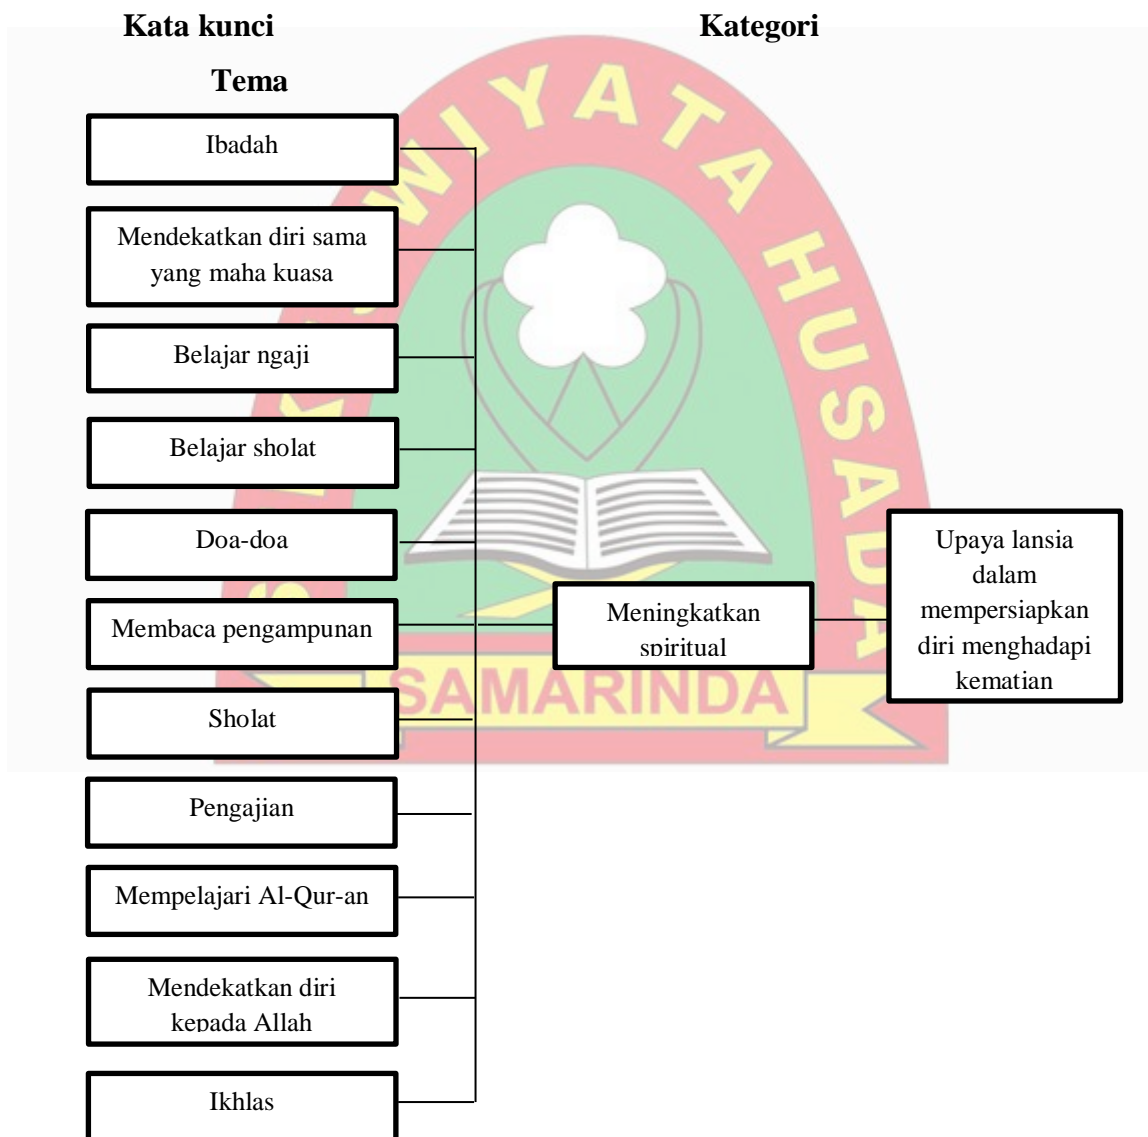 Kata kunci Kategori
Tema
Ibadah
Mendekatkan diri sama
yang maha kuasa
Belajar ngaji
Belajar sholat
Doa-doa
Membaca pengampunan
Sholat
Pengajian
Mempelajari Al-Qur-an
Mendekatkan diri
kepada Allah
Ikhlas
Meningkatkan
spiritual
Upaya lansia
dalam
mempersiapkan
diri menghadapi
kematian
WIYATA HUSADA
SAMARINDA